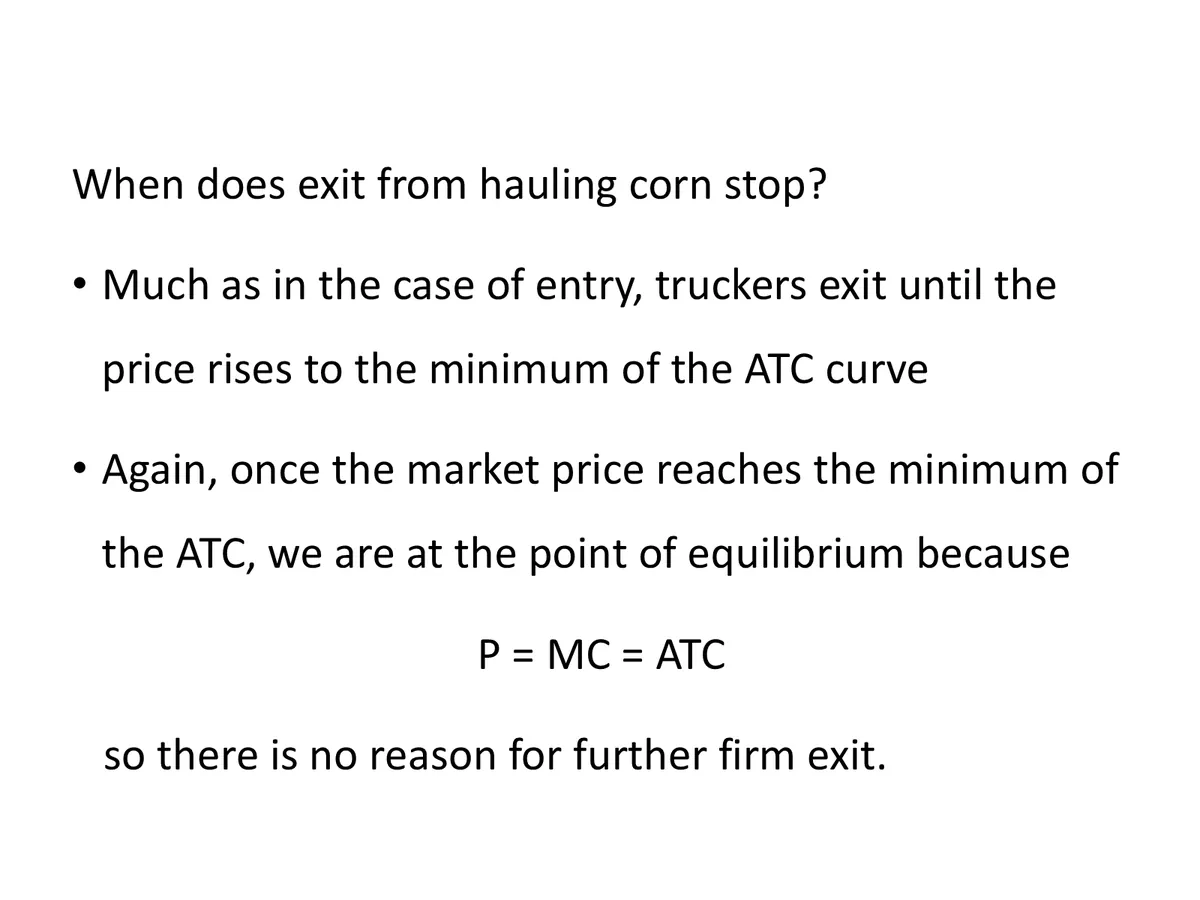 When does exit from hauling corn stop?
• Much as in the case of entry, truckers exit until the
price rises to the minimum of the ATC curve
• Again, once the market price reaches the minimum of
the ATC, we are at the point of equilibrium because
P = MC = ATC
so there is no reason for further firm exit.